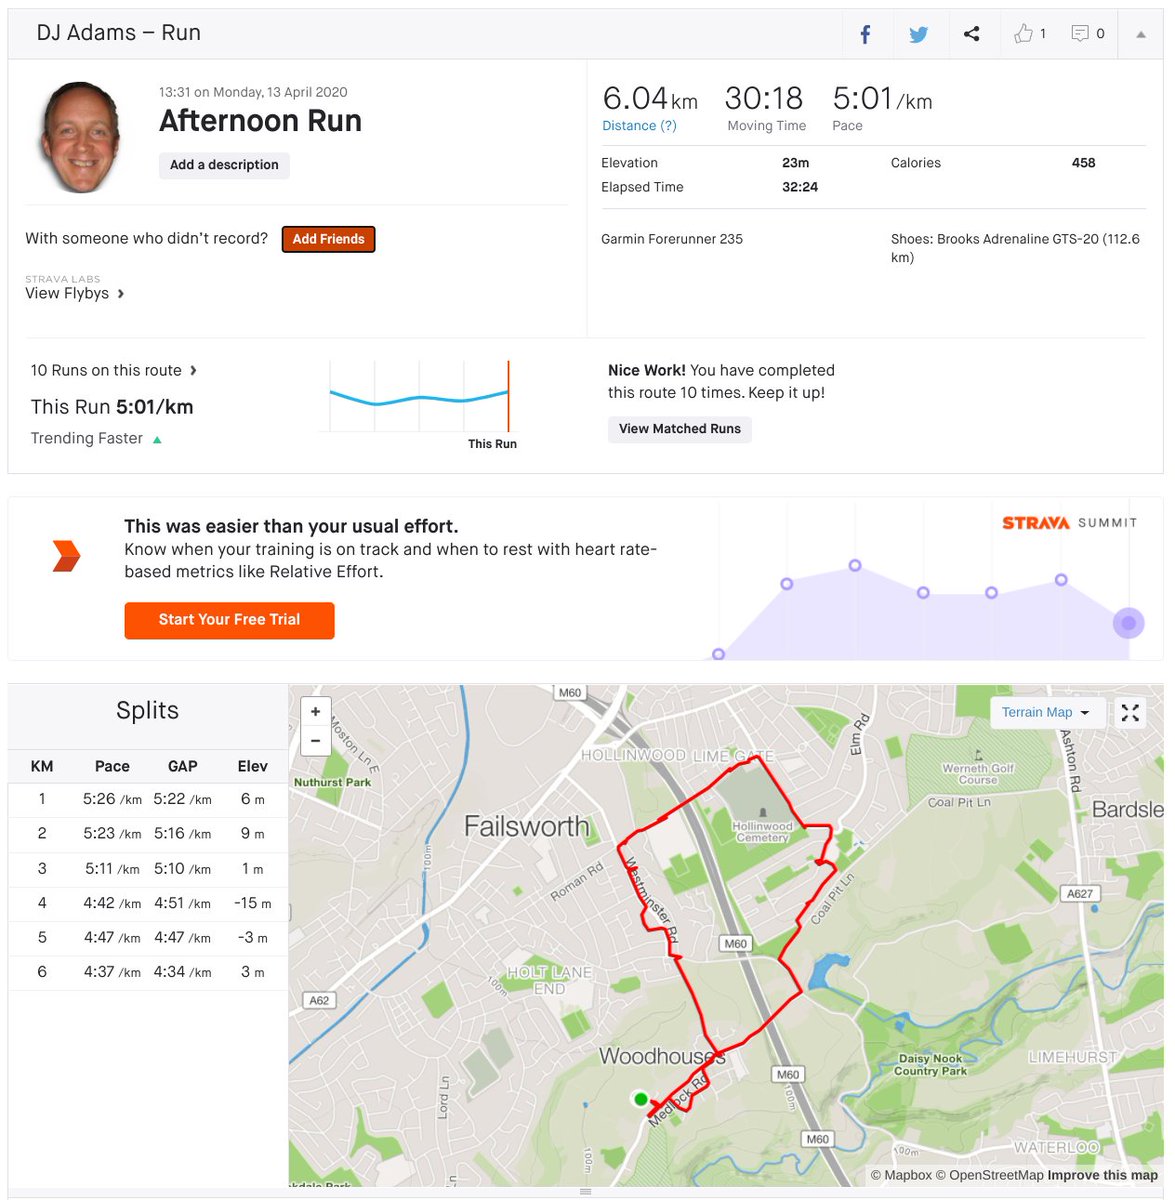 DJ Adams – Run
1
0
13:31 on Monday, 13 April 2020
Afternoon Run
Add a description
With someone who didn't record? Add Friends
STRAVA LABS
View Flybys
6.04km 30:18 5:01/km
Distance (?) Moving Time Pace
Elevation 23m Calories 458
Elapsed Time 32:24
Garmin Forerunner 235
Shoes: Brooks Adrenaline GTS-20 (112.6
km)
10 Runs on this route
This Run 5:01/km
Trending Faster
This Run
Nice Work! You have completed
this route 10 times. Keep it up!
View Matched Runs
This was easier than your usual effort.
Know when your training is on track and when to rest with heart rate-
based metrics like Relative Effort.
Start Your Free Trial
STRAVA SUMMIT
Splits
KM Pace GAP Elev
1 5:26 /km 5:22 /km 6 m
2 5:23 /km 5:16 /km 9 m
3 5:11 /km 5:10 /km 1 m
4 4:42 /km 4:51 /km -15 m
5 4:47 /km 4:47 /km -3 m
6 4:37 /km 4:34 /km 3 m
+
−
Terrain Map
M60
Moston Ln E
Nuthurst Park
HOLLINWOOD LIME GATE
Elm Rd
Ashton Rd
Werneth Golf
Course
Coal Pit Ln
Bardsle
Failsworth
Hollinwood
Cemetery
100m
Roman Rd
Westminster Rd
Coal Pit Ln
A627
M60
HOLT LANE
END
100m
A62
Woodhouses
Daisy Nook
Country Park
LIMEHURST
M60
100m
Lord Ln
Medlock Rd
M60
100m
100m
WATERLOO
kdale Park
© Mapbox © OpenStreetMap Improve this map